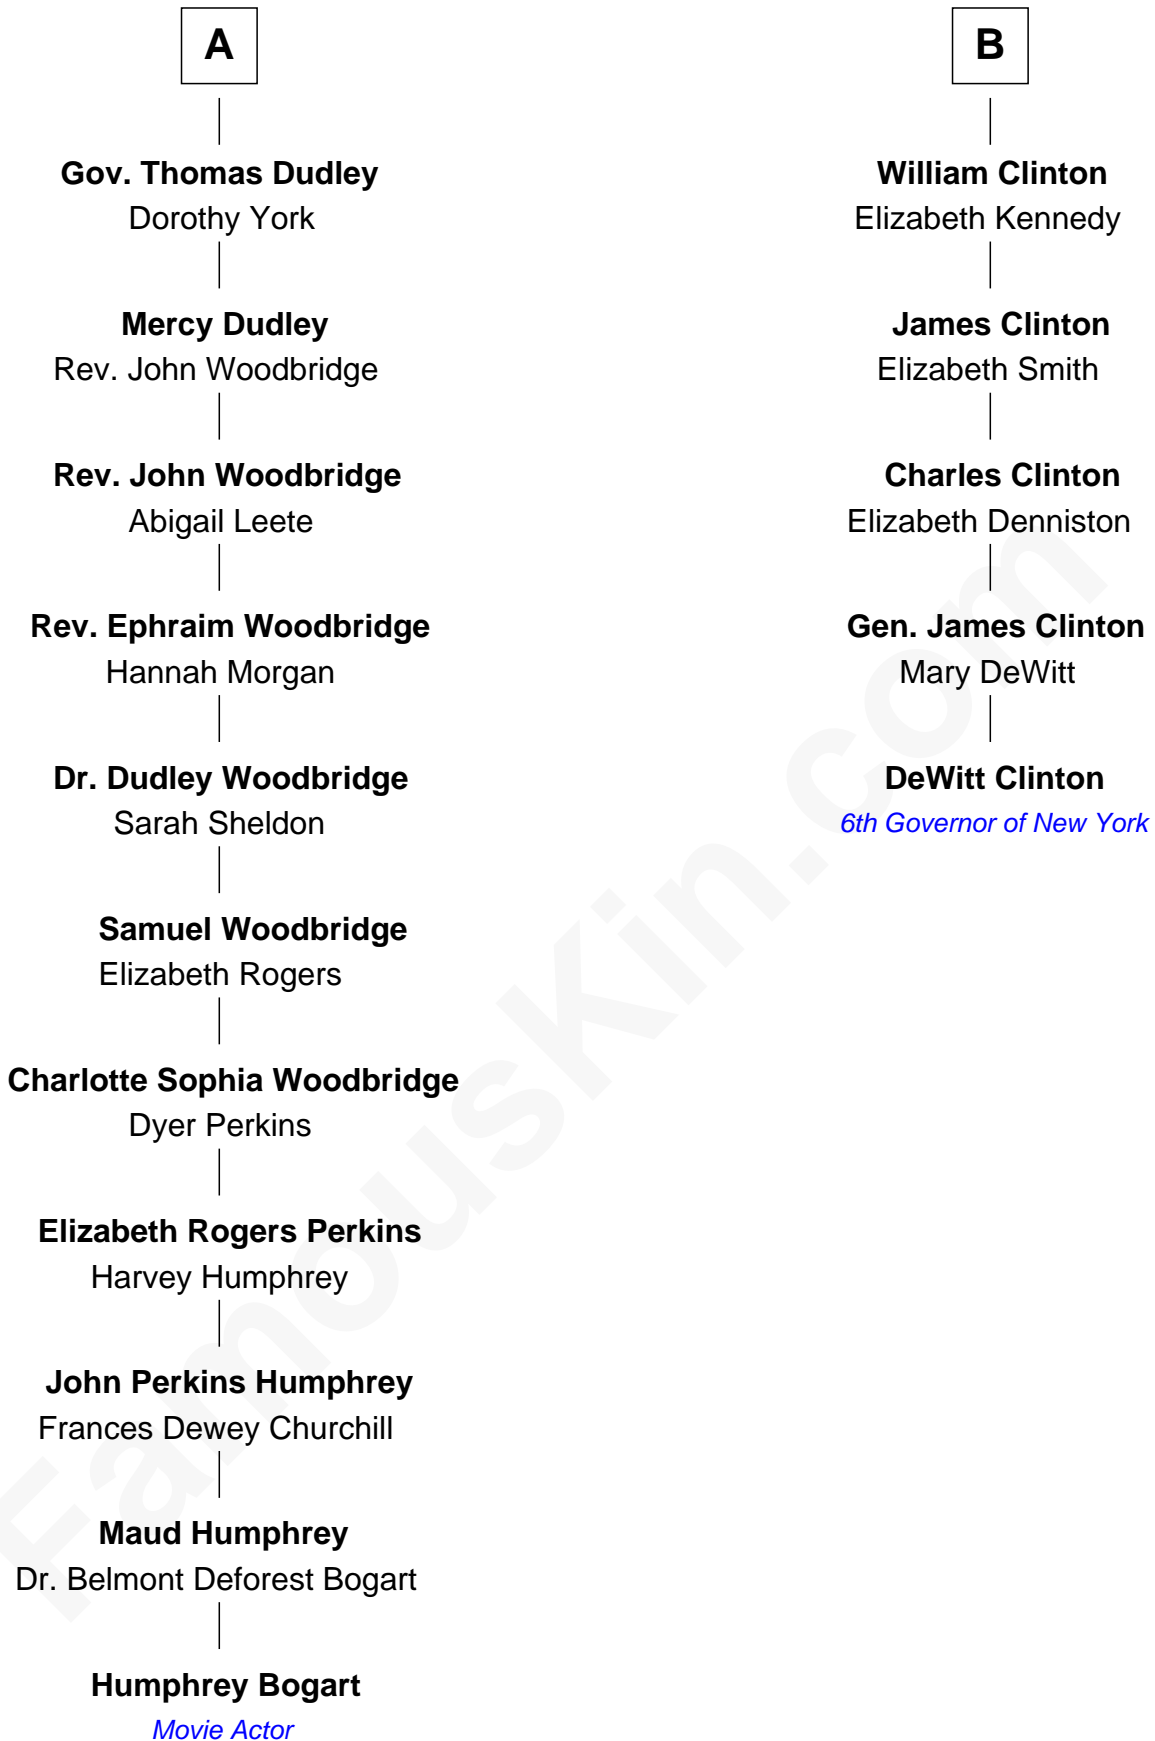 A
Gov. Thomas Dudley
Dorothy York
Mercy Dudley
Rev. John Woodbridge
Rev. John Woodbridge
Abigail Leete
Rev. Ephraim Woodbridge
Hannah Morgan
Dr. Dudley Woodbridge
Sarah Sheldon
Samuel Woodbridge
Elizabeth Rogers
Charlotte Sophia Woodbridge
Dyer Perkins
Elizabeth Rogers Perkins
Harvey Humphrey
John Perkins Humphrey
Frances Dewey Churchill
Maud Humphrey
Dr. Belmont Deforest Bogart
Humphrey Bogart
Movie Actor
B
William Clinton
Elizabeth Kennedy
James Clinton
Elizabeth Smith
Charles Clinton
Elizabeth Denniston
Gen. James Clinton
Mary DeWitt
DeWitt Clinton
6th Governor of New York
FamousKin.com